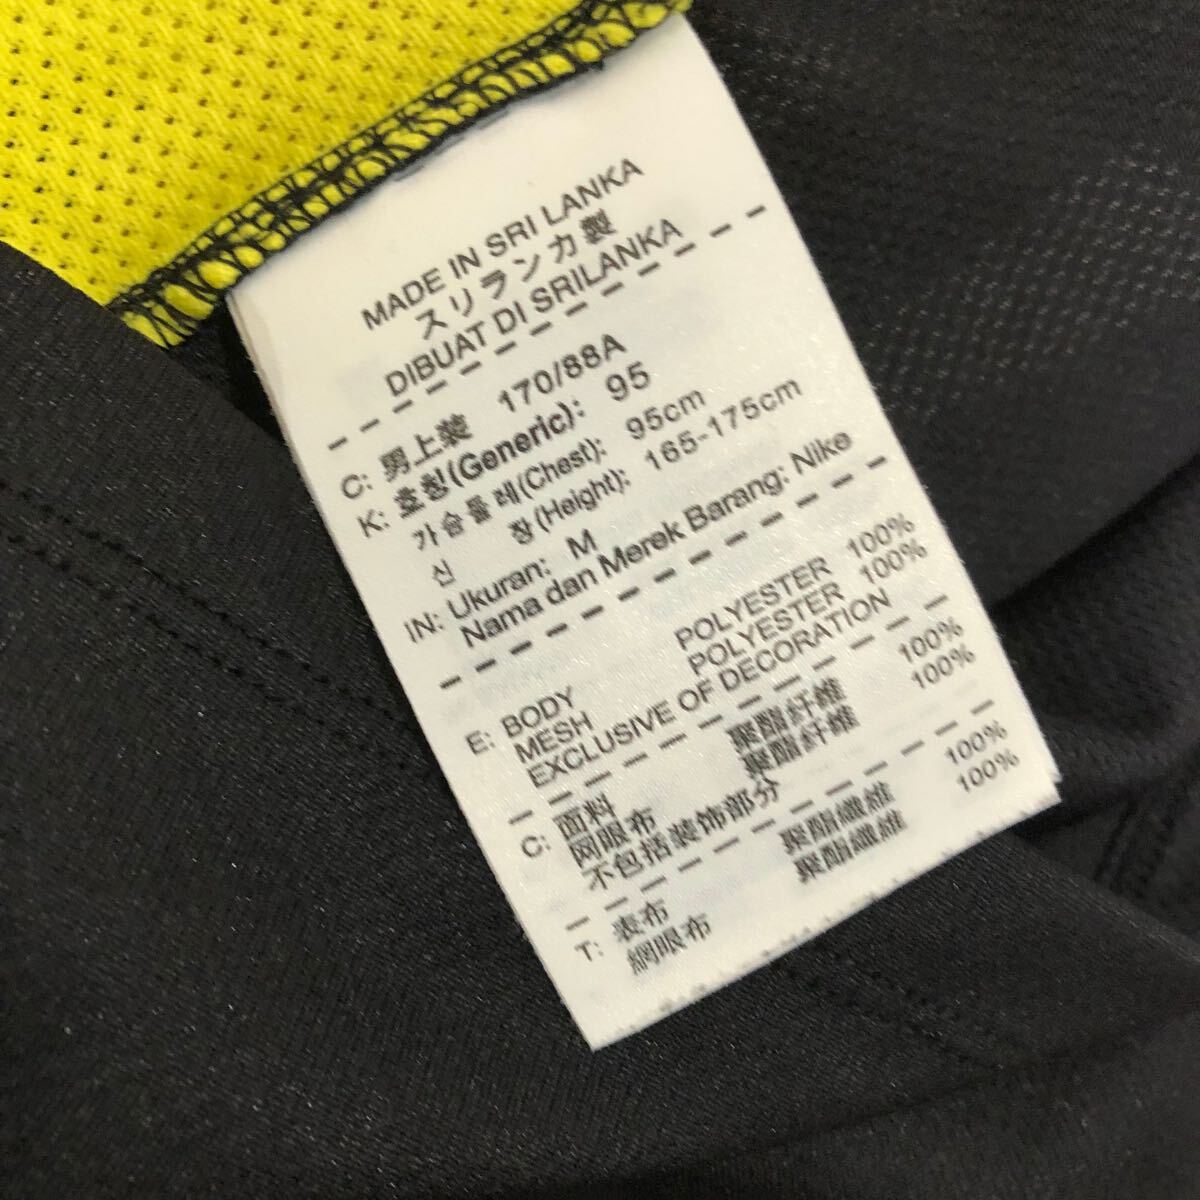 MADE IN SRI LANKA
スリランカ製
DIBUAT DI SRILANKA
C: 男上装 170/88A
K: 호칭(Generic): 95
가슴둘레(Chest): 95cm
신 장(Height): 165-175cm
IN: Ukuran: M
Nama dan Merek Barang: Nike
E: BODY POLYESTER 100%
MESH POLYESTER 100%
EXCLUSIVE OF DECORATION
C: 面料 聚酯纤维 100%
网眼布 聚酯纤维 100%
不包括装饰部分
T: 表布 聚酯纖維 100%
網眼布 聚酯纖維 100%